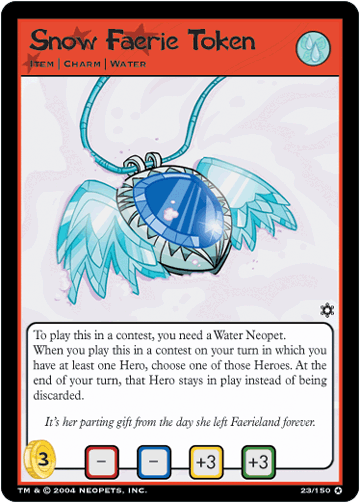 Snow Faerie Token
Item | Charm | Water
To play this in a contest, you need a Water Neopet.
When you play this in a contest on your turn in which you
have at least one Hero, choose one of those Heroes. At the
end of your turn, that Hero stays in play instead of being
discarded.
It's her parting gift from the day she left Faerieland forever.
3 – – +3 +3
TM & © 2004 NEOPETS, INC. 23/150